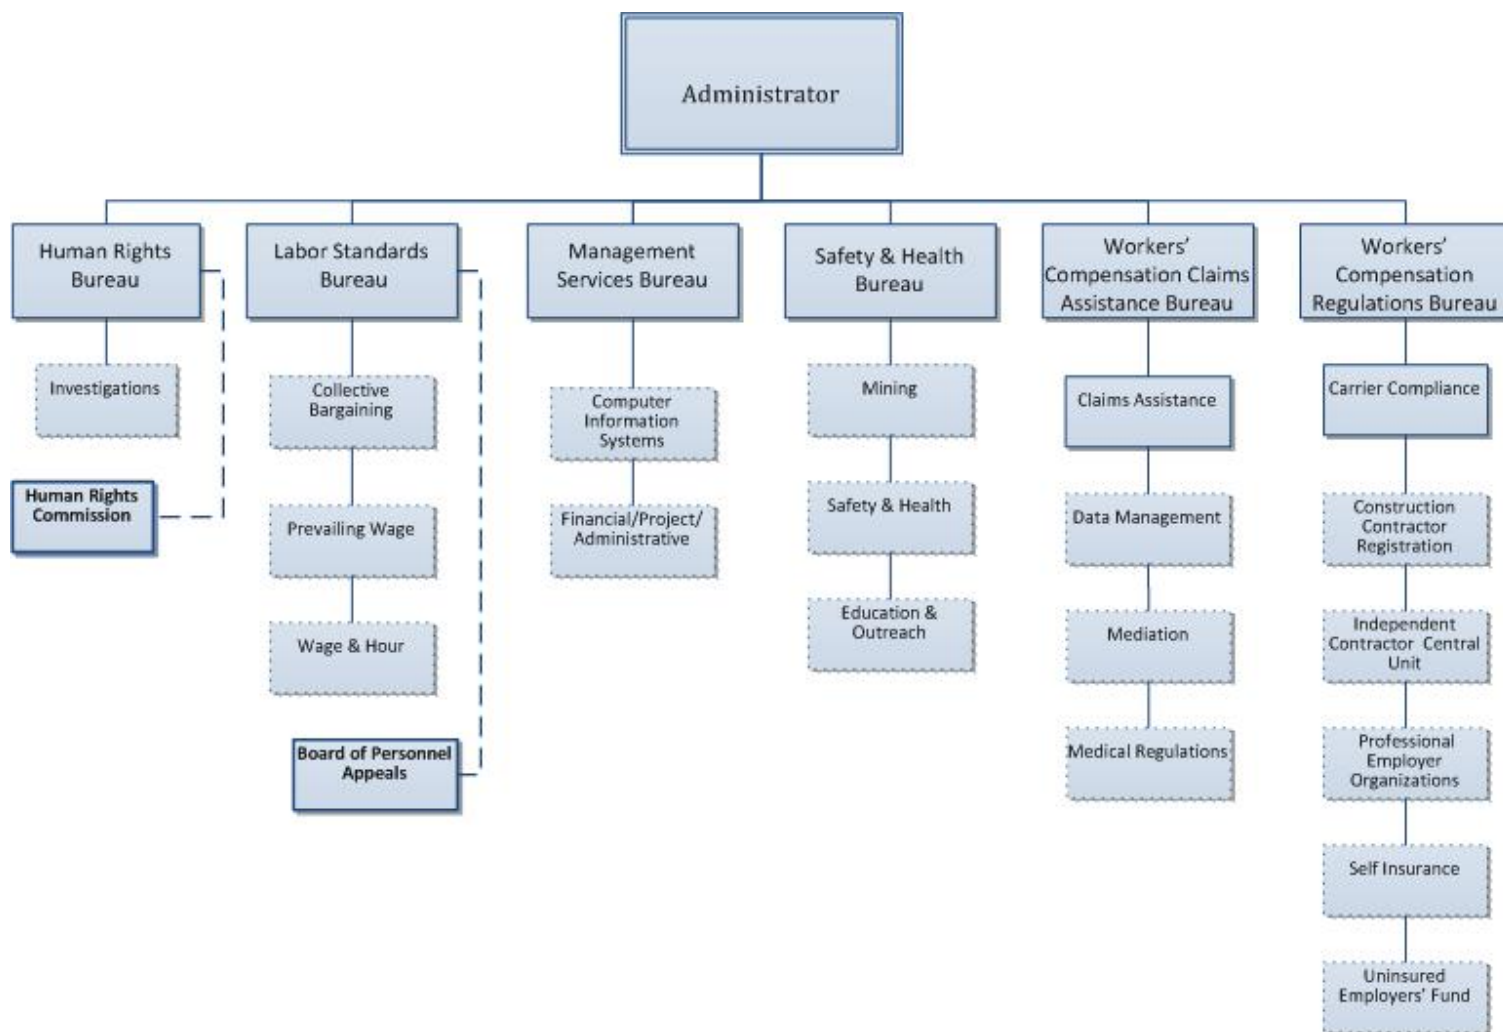 Administrator
Human Rights
Bureau
Labor Standards
Bureau
Management
Services Bureau
Safety & Health
Bureau
Workers'
Compensation Claims
Assistance Bureau
Workers'
Compensation
Regulations Bureau
Investigations
Human Rights
Commission
Collective
Bargaining
Prevailing Wage
Wage & Hour
Board of Personnel
Appeals
Computer
Information
Systems
Financial/Project/
Administrative
Mining
Safety & Health
Education &
Outreach
Claims Assistance
Data Management
Mediation
Medical Regulations
Carrier Compliance
Construction
Contractor
Registration
Independent
Contractor Central
Unit
Professional
Employer
Organizations
Self Insurance
Uninsured
Employers' Fund